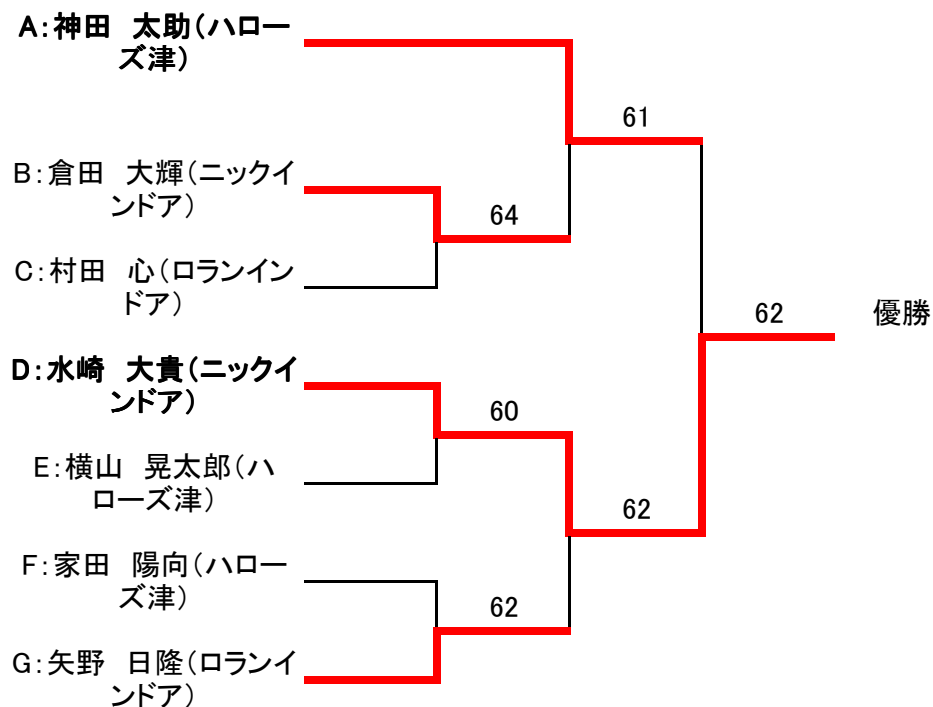 A:神田　太助(ハロー
ズ津)
61
B:倉田　大輝(ニックイ
ンドア)
64
C:村田　心(ロランイン
ドア)
62
優勝
D:水崎　大貴(ニックイ
ンドア)
60
E:横山　晃太郎(ハ
ローズ津)
62
F:家田　陽向(ハロー
ズ津)
62
G:矢野　日隆(ロランイ
ンドア)